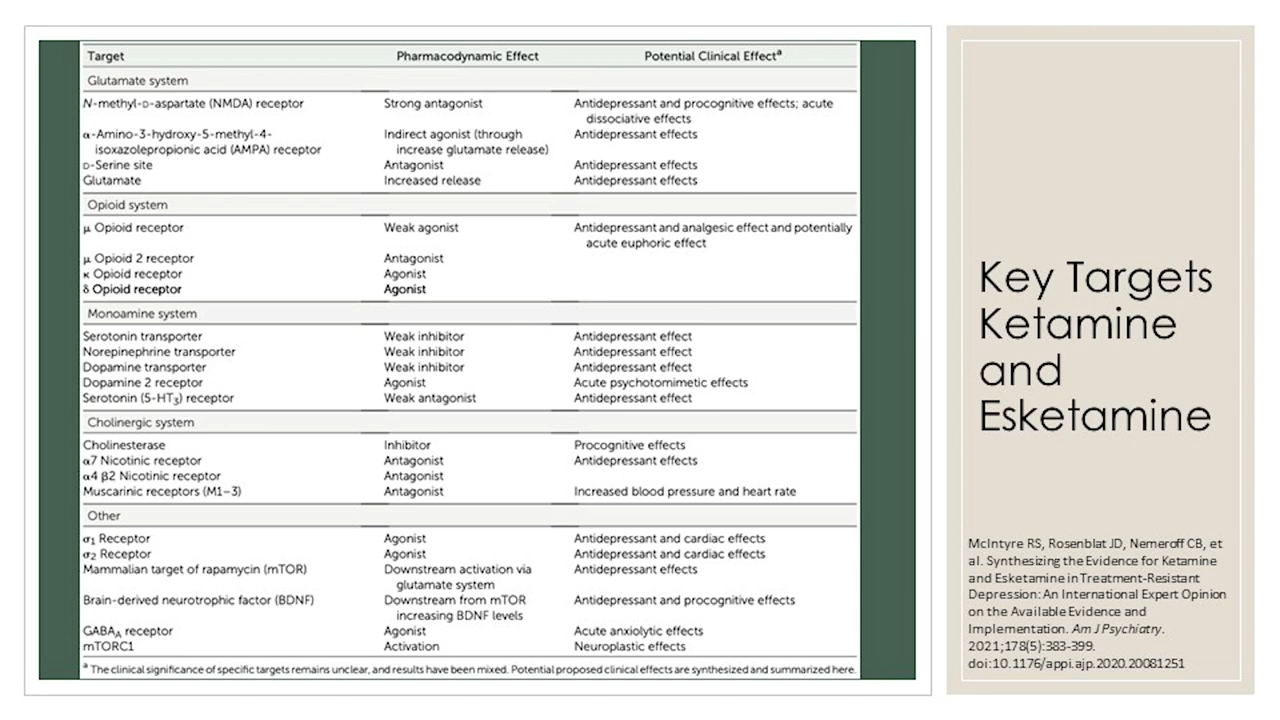 Target Pharmacodynamic Effect Potential Clinical Effectᵃ
Glutamate system
N-methyl-D-aspartate (NMDA) receptor Strong antagonist Antidepressant and procognitive effects; acute
dissociative effects
α-Amino-3-hydroxy-5-methyl-4- Indirect agonist (through Antidepressant effects
isoxazolepropionic acid (AMPA) receptor increase glutamate release)
D-Serine site Antagonist Antidepressant effects
Glutamate Increased release Antidepressant effects
Opioid system
μ Opioid receptor Weak agonist Antidepressant and analgesic effect and potentially
acute euphoric effect
μ Opioid 2 receptor Antagonist
κ Opioid receptor Agonist
δ Opioid receptor Agonist
Monoamine system
Serotonin transporter Weak inhibitor Antidepressant effect
Norepinephrine transporter Weak inhibitor Antidepressant effect
Dopamine transporter Weak inhibitor Antidepressant effect
Dopamine 2 receptor Agonist Acute psychotomimetic effects
Serotonin (5-HT₃) receptor Weak antagonist Antidepressant effect
Cholinergic system
Cholinesterase Inhibitor Procognitive effects
α7 Nicotinic receptor Antagonist Antidepressant effects
α4 β2 Nicotinic receptor Antagonist
Muscarinic receptors (M1–3) Antagonist Increased blood pressure and heart rate
Other
σ₁ Receptor Agonist Antidepressant and cardiac effects
σ₂ Receptor Agonist Antidepressant and cardiac effects
Mammalian target of rapamycin (mTOR) Downstream activation via Antidepressant effects
glutamate system
Brain-derived neurotrophic factor (BDNF) Downstream from mTOR Antidepressant and procognitive effects
increasing BDNF levels
GABA_A receptor Agonist Acute anxiolytic effects
mTORC1 Activation Neuroplastic effects
ᵃ The clinical significance of specific targets remains unclear, and results have been mixed. Potential proposed clinical effects are synthesized and summarized here.
Key Targets
Ketamine
and
Esketamine
McIntyre RS, Rosenblat JD, Nemeroff CB, et
al. Synthesizing the Evidence for Ketamine
and Esketamine in Treatment-Resistant
Depression: An International Expert Opinion
on the Available Evidence and
Implementation. Am J Psychiatry.
2021;178(5):383-399.
doi:10.1176/appi.ajp.2020.20081251